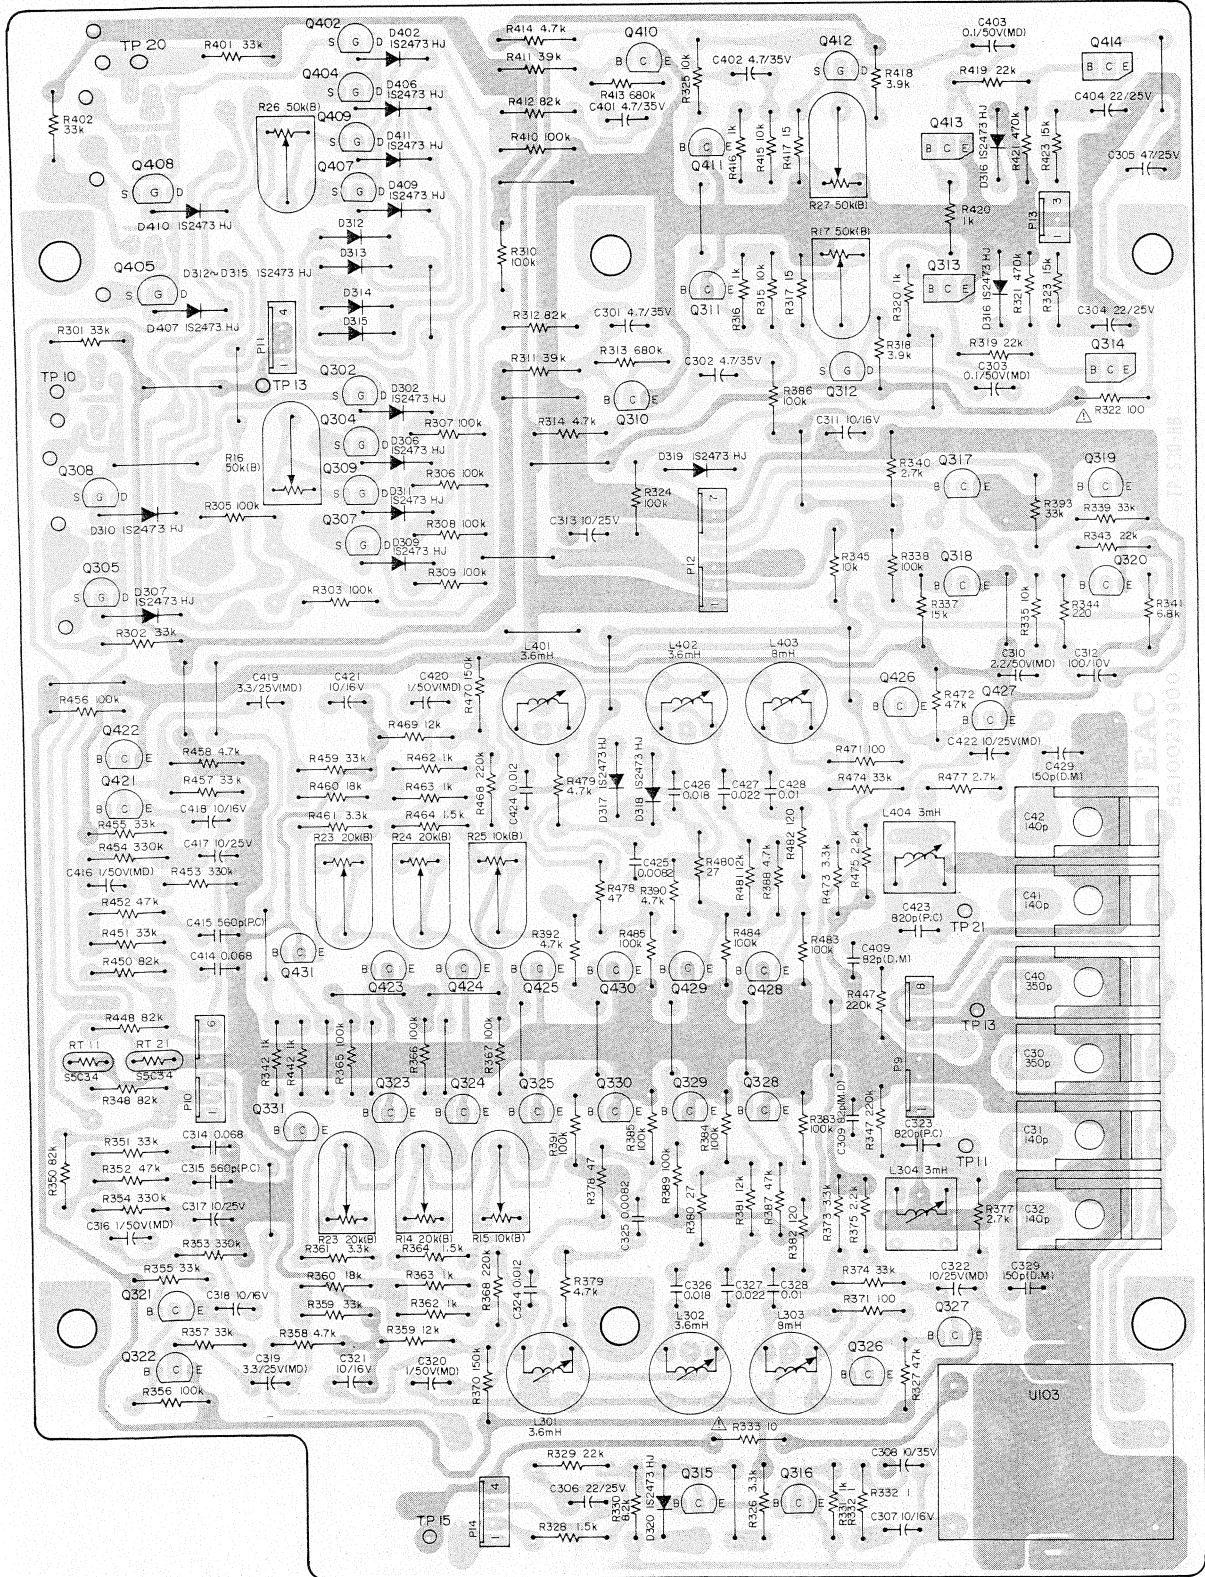 Q402
D402
IS2473 HJ
S G D
TP 20
R401 33k
R414 4.7k
Q410
B C E
R411 39k
R413 680k
C401 4.7/35V
R325 10k
C402 4.7/35V
Q412
S G D
R418
3.9k
C403
0.1/50V(MD)
R419 22k
Q414
B C E
C404 22/25V
Q404
D406
IS2473 HJ
S G D
R26 50k(B)
R402
33k
R412 82k
R410 100k
Q409
D411
IS2473 HJ
S G D
Q407
D409
IS2473 HJ
S G D
Q408
S G D
D410 IS2473 HJ
Q411
B C E
R416 1k
R415 10k
R417 15
R27 50k(B)
Q413
B C E
D316 IS2473 HJ
R421 470k
R423 15k
C305 47/25V
R420
1k
P13
3
1
D312
D313
D314
D315
R310
100k
R17 50k(B)
Q405
S G D
D312~D315 IS2473 HJ
D407 IS2473 HJ
P11
4
1
Q311
B C E
R316 1k
R315 10k
R317 15
R320 1k
Q313
B C E
D316 IS2473 HJ
R321 470k
R323 15k
C304 22/25V
R301 33k
R312 82k
C301 4.7/35V
R318
3.9k
R319 22k
C303
0.1/50V(MD)
Q314
B C E
R311 39k
R313 680k
C302 4.7/35V
Q312
S G D
TP 10
TP 13
Q302
D302
IS2473 HJ
S G D
Q310
B C E
R386
100k
R322 100
Q304
D306
IS2473 HJ
S G D
R307 100k
R314 4.7k
C311 10/16V
R16
50k(B)
Q309
D311
IS2473 HJ
S G D
R306 100k
D319 IS2473 HJ
R324
100k
R340
2.7k
Q317
B C E
Q319
B C E
R393
33k
R339 33k
Q308
S G D
D310 IS2473 HJ
R305 100k
Q307
D309
IS2473 HJ
S G D
R308 100k
C313 10/25V
P12
7
1
R343 22k
R309 100k
R345
10k
R338
100k
Q318
B C E
Q320
B C E
Q305
S G D
D307
IS2473 HJ
R303 100k
R302 33k
R337
15k
R335 10k
R344
220
R341
6.8k
L401
3.6mH
L402
3.6mH
L403
8mH
C310
2.2/50V(MD)
C312
100/10V
R456 100k
C419
3.3/25V(MD)
C421
10/16V
C420
1/50V(MD)
R470 150k
Q426
B C E
R472
47k
Q427
B C E
R469 12k
Q422
B C E
R458 4.7k
R459 33k
R462 1k
R468 220k
C424 0.012
R479
4.7k
D317 IS2473 HJ
D318 IS2473 HJ
C426
0.018
C427
0.022
C428
0.01
R471 100
R474 33k
C422 10/25V(MD)
C429
150p(D.M)
EAC
Q421
B C E
R457 33k
R460 18k
R463 1k
R477 2.7k
C418 10/16V
R455 33k
R461 3.3k
R464 1.5k
R454 330k
C417 10/25V
R23 20k(B)
R24 20k(B)
R25 10k(B)
R482 120
L404 3mH
C42
140p
C416 1/50V(MD)
R453 330k
C425
0.0082
R480
27
R478
47
R390
4.7k
R481 12k
R388 4.7k
R473 3.3k
R475 2.2k
R452 47k
C41
140p
C415 560p(P.C)
C423
820p(P.C)
TP21
R451 33k
R450 82k
C414 0.068
Q431
B C E
R392
4.7k
R485
100k
R484
100k
R483
100k
C409
82p(D.M)
Q423
B C E
Q424
B C E
Q425
B C E
Q430
B C E
Q429
B C E
Q428
B C E
R447
220k
C40
350p
TP13
R448 82k
RT 11
S5C34
RT 21
S5C34
R348 82k
P10
6
1
R342 1k
R442 1k
R365 100k
R366 100k
R367 100k
P9
8
1
C30
350p
Q323
B C E
Q324
B C E
Q325
B C E
Q330
B C E
Q329
B C E
Q328
B C E
Q331
B C E
R391
100k
R385
100k
R384
100k
R383
100k
C309 82p(M.D)
R347 220k
C323
820p(P.C)
C31
140p
TP11
R350 82k
R351 33k
C314 0.068
R352 47k
C315 560p(P.C)
R378 47
C325 0.0082
R389 100k
R380 27
R381 12k
R387 47k
R382 120
R373 3.3k
R375 2.2k
L304 3mH
R377
2.7k
C32
140p
R354 330k
C316 1/50V(MD)
C317 10/25V
R353 330k
R23 20k(B)
R14 20k(B)
R15 10k(B)
R361 3.3k
R364 1.5k
R355 33k
R360 18k
R363 1k
R368 220k
C324 0.012
R379
4.7k
C326
0.018
C327
0.022
C328
0.01
R374 33k
C322
10/25V(MD)
C329
150p(D.M)
Q321
B C E
C318 10/16V
R359 33k
R362 1k
R371 100
L302
3.6mH
L303
8mH
Q327
B C E
R357 33k
R358 4.7k
R359 12k
Q322
B C E
C319
3.3/25V(MD)
C321
10/16V
C320
1/50V(MD)
R370 150k
Q326
B C E
R327 47k
R356 100k
U103
L301
3.6mH
R333 10
R329 22k
C308 10/35V
P14
4
1
C306 22/25V
R330
8.2k
D320 IS2473 HJ
Q315
B C E
R326 3.3k
Q316
B C E
R331 1k
R332 1k
R332 1
TP15
R328 1.5k
C307 10/16V